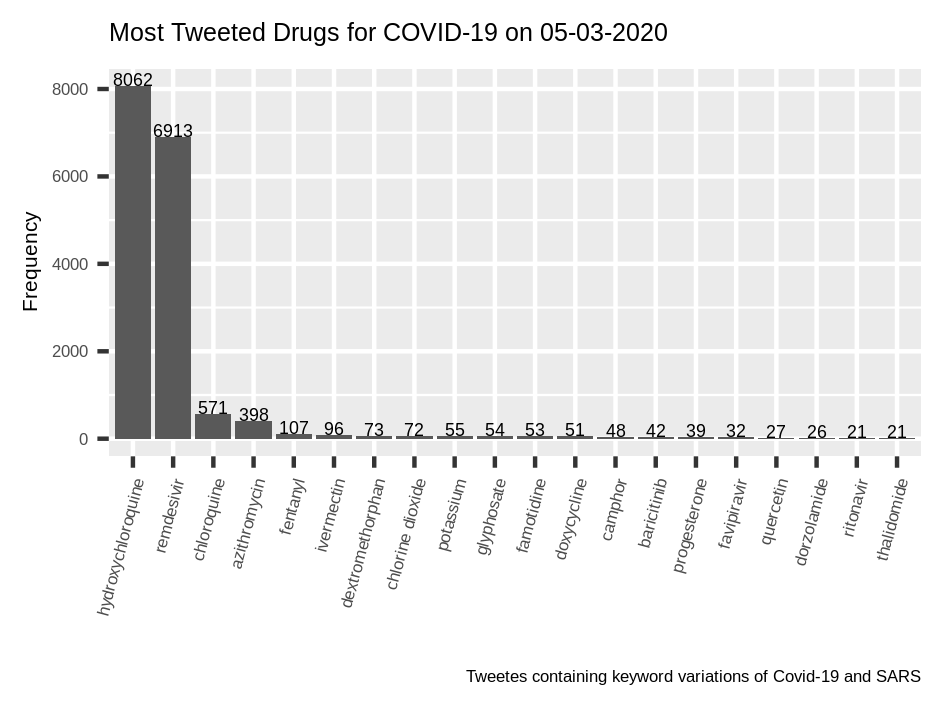 Most Tweeted Drugs for COVID-19 on 05-03-2020
Frequency
8000
6000
4000
2000
0
8062
6913
571
398
107
96
73
72
55
54
53
51
48
42
39
32
27
26
21
21
hydroxychloroquine
remdesivir
chloroquine
azithromycin
fentanyl
ivermectin
dextromethorphan
chlorine dioxide
potassium
glyphosate
famotidine
doxycycline
camphor
baricitinib
progesterone
favipiravir
quercetin
dorzolamide
ritonavir
thalidomide
Tweetes containing keyword variations of Covid-19 and SARS